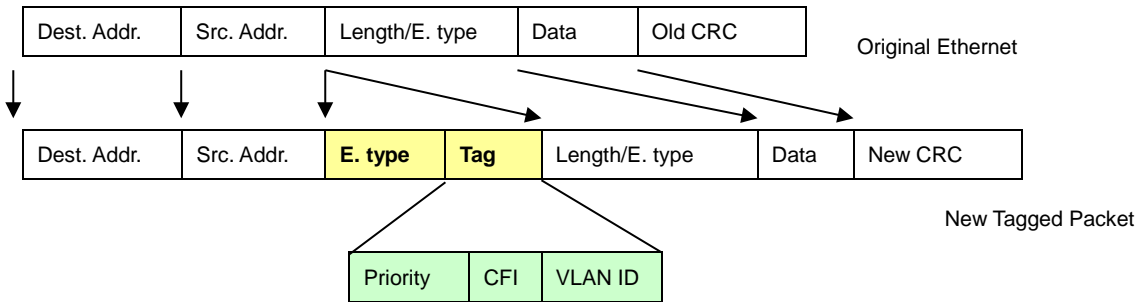 Dest. Addr. Src. Addr. Length/E. type Data Old CRC
Original Ethernet
Dest. Addr. Src. Addr. E. type Tag Length/E. type Data New CRC
New Tagged Packet
Priority CFI VLAN ID